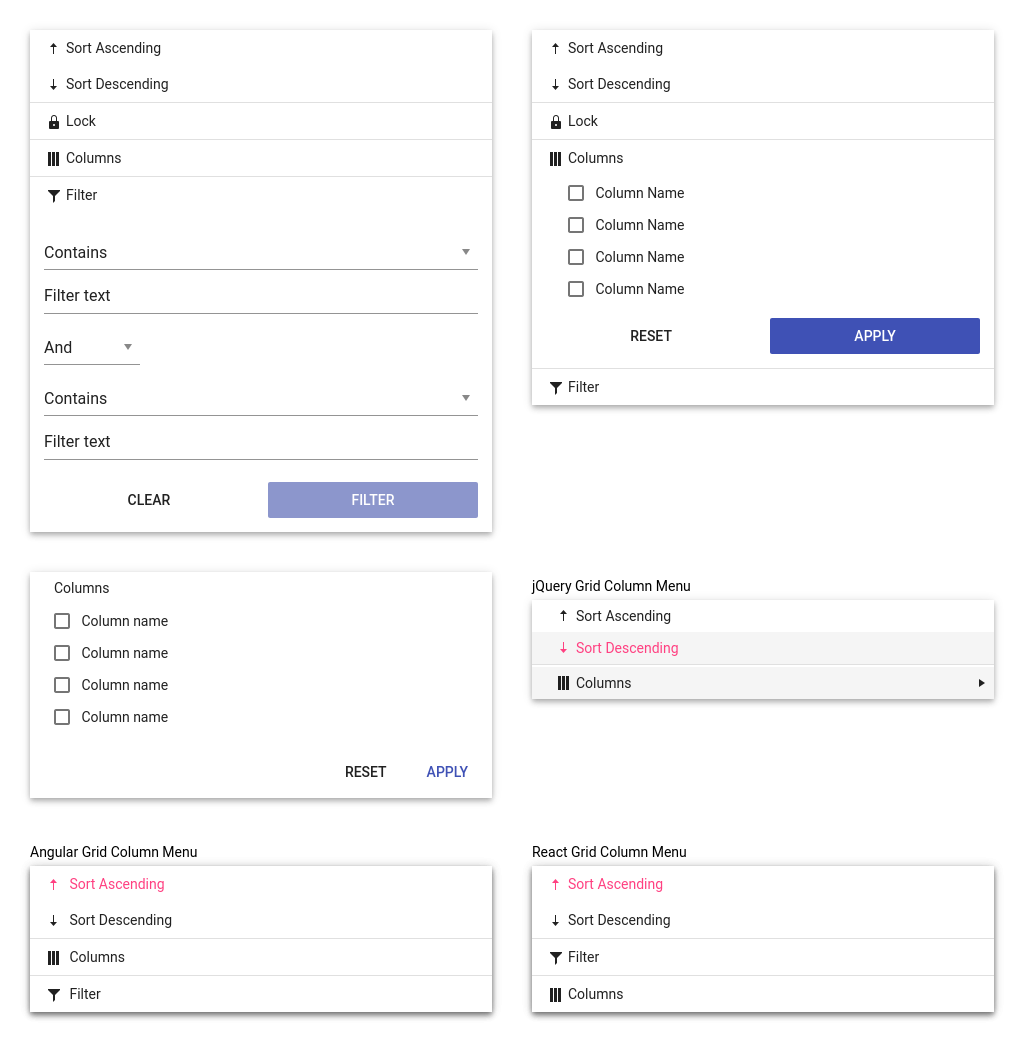 Sort Ascending
Sort Descending
Lock
Columns
Filter
Contains
Filter text
And
Contains
Filter text
CLEAR FILTER
Sort Ascending
Sort Descending
Lock
Columns
Column Name
Column Name
Column Name
Column Name
RESET APPLY
Filter
Columns
Column name
Column name
Column name
Column name
RESET APPLY
jQuery Grid Column Menu
Sort Ascending
Sort Descending
Columns
Angular Grid Column Menu
Sort Ascending
Sort Descending
Columns
Filter
React Grid Column Menu
Sort Ascending
Sort Descending
Filter
Columns